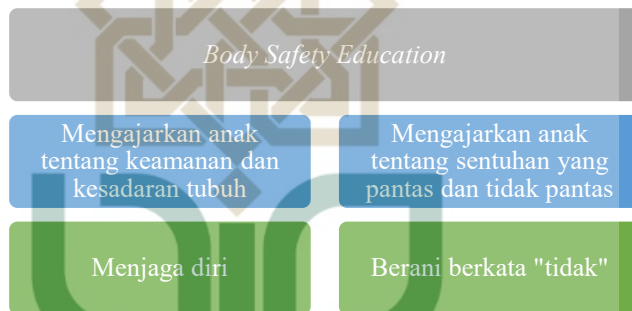 Body Safety Education
Mengajarkan anak
tentang keamanan dan
kesadaran tubuh
Mengajarkan anak
tentang sentuhan yang
pantas dan tidak pantas
Menjaga diri
Berani berkata "tidak"